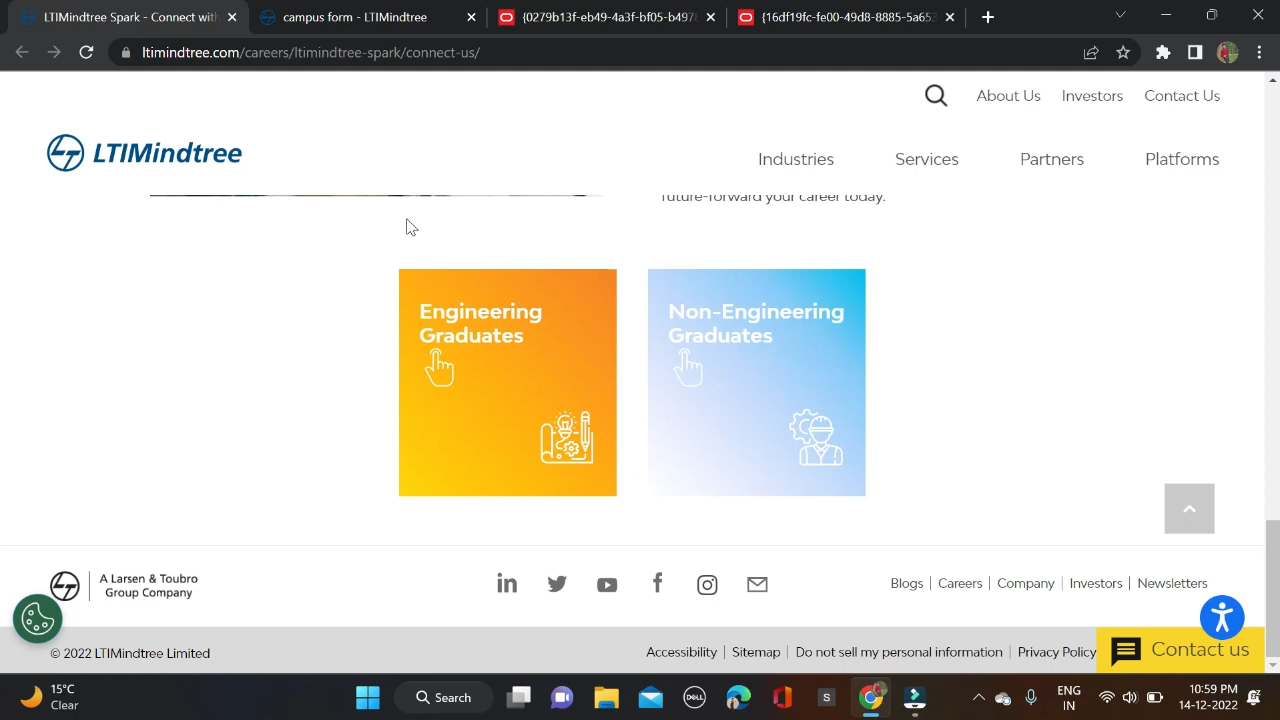 LTIMindtree Spark - Connect with
campus form - LTIMindtree
{0279b13f-eb49-4a3f-bf05-b4978
{16df19fc-fe00-49d8-8885-5a653
ltimindtree.com/careers/ltimindtree-spark/connect-us/
About Us
Investors
Contact Us
LTIMindtree
Industries
Services
Partners
Platforms
future-forward your career today.
Engineering
Graduates
Non-Engineering
Graduates
A Larsen & Toubro
Group Company
Blogs | Careers | Company | Investors | Newsletters
© 2022 LTIMindtree Limited
Accessibility | Sitemap | Do not sell my personal information | Privacy Policy
Contact us
15°C
Clear
Search
DELL
S
ENG
IN
10:59 PM
14-12-2022